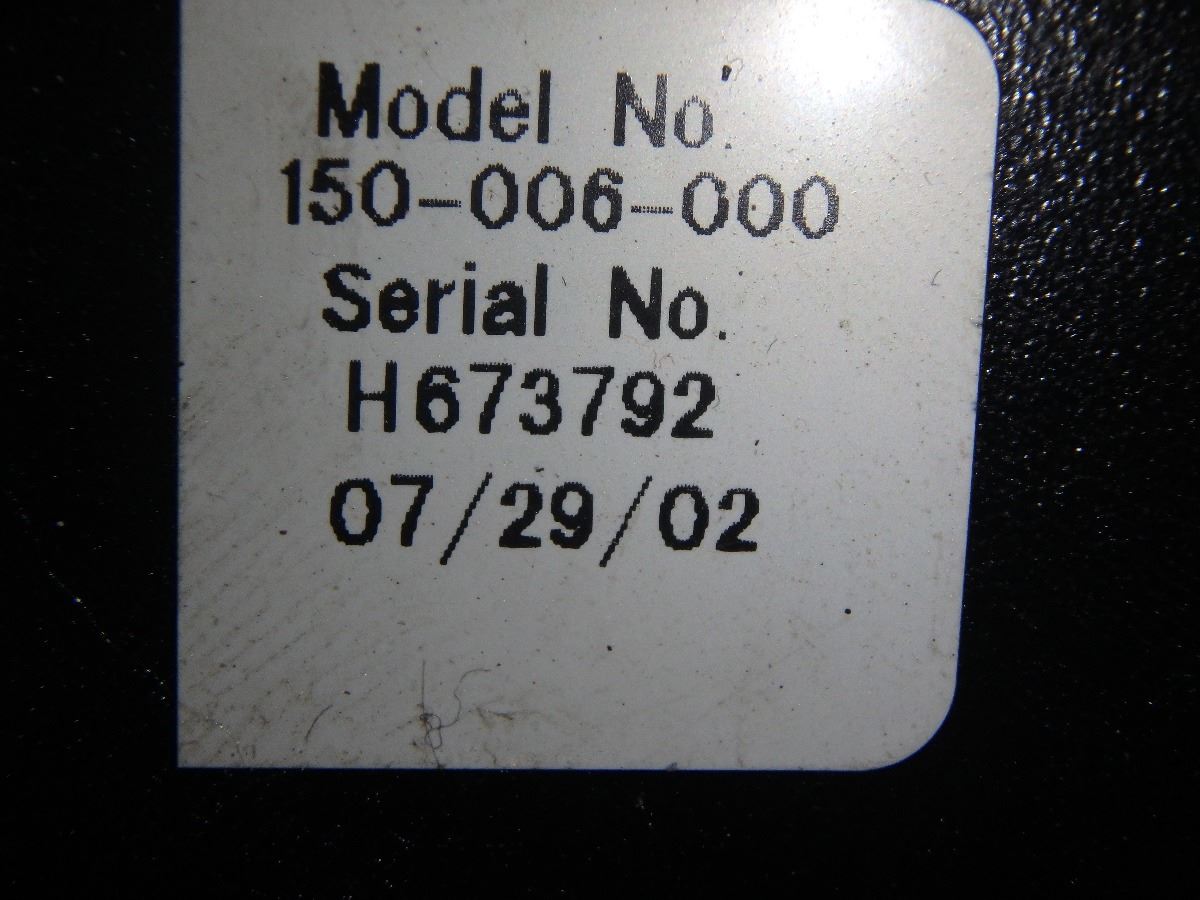 Model No.
150-006-000
Serial No.
H673792
07/29/02